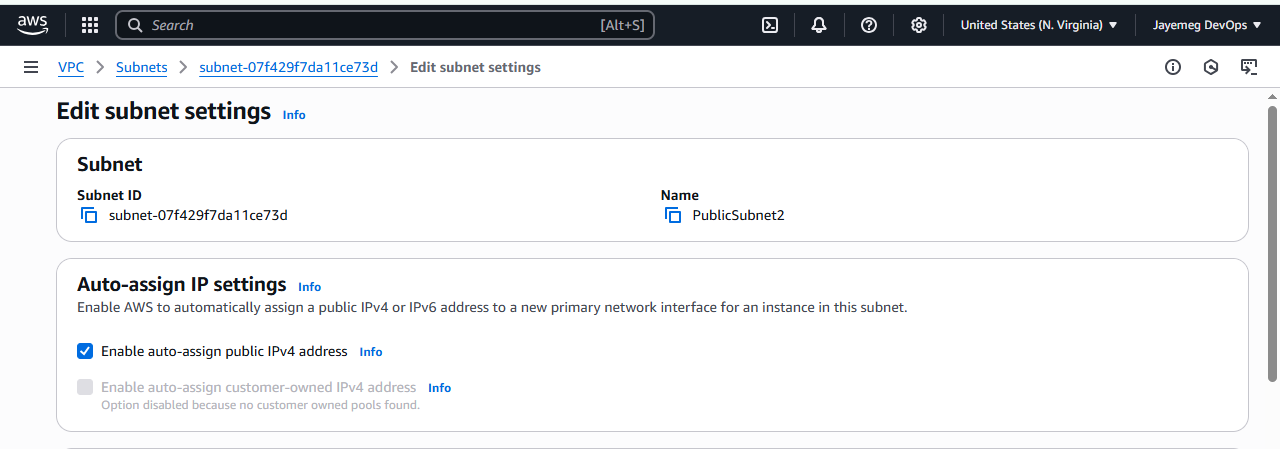 aws Search [Alt+S] United States (N. Virginia) Jayemeg DevOps
VPC Subnets subnet-07f429f7da11ce73d Edit subnet settings
Edit subnet settings Info
Subnet
Subnet ID Name
subnet-07f429f7da11ce73d PublicSubnet2
Auto-assign IP settings Info
Enable AWS to automatically assign a public IPv4 or IPv6 address to a new primary network interface for an instance in this subnet.
Enable auto-assign public IPv4 address Info
Enable auto-assign customer-owned IPv4 address Info
Option disabled because no customer owned pools found.